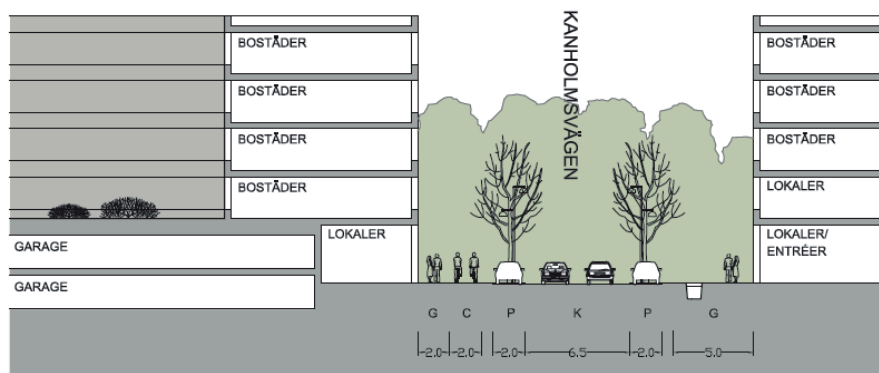 BOSTÄDER
BOSTÄDER
BOSTÄDER
BOSTÄDER
LOKALER
GARAGE
GARAGE
KANHOLMSVÄGEN
BOSTÄDER
BOSTÄDER
BOSTÄDER
LOKALER
LOKALER/
ENTRÉER
G C P K P G
2.0 2.0 2.0 6.5 2.0 5.0